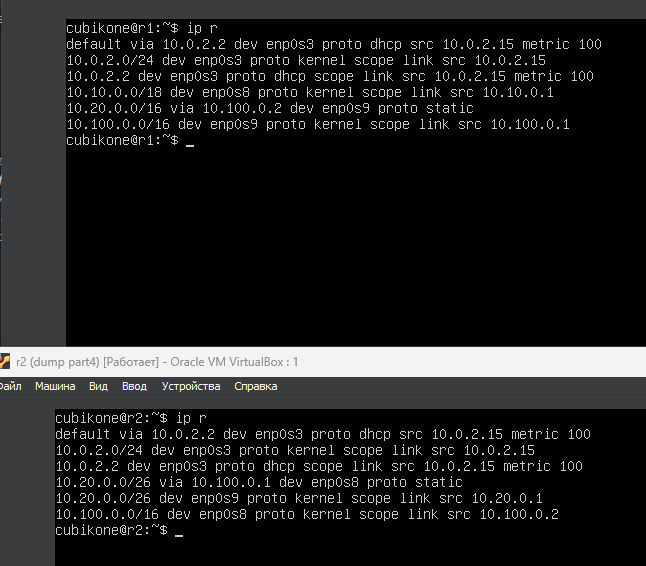 cubikone@r1:~$ ip r
default via 10.0.2.2 dev enp0s3 proto dhcp src 10.0.2.15 metric 100
10.0.2.0/24 dev enp0s3 proto kernel scope link src 10.0.2.15
10.0.2.2 dev enp0s3 proto dhcp scope link src 10.0.2.15 metric 100
10.10.0.0/18 dev enp0s8 proto kernel scope link src 10.10.0.1
10.20.0.0/16 via 10.100.0.2 dev enp0s9 proto static
10.100.0.0/16 dev enp0s9 proto kernel scope link src 10.100.0.1
cubikone@r1:~$ _
r2 (dump part4) [Работает] - Oracle VM VirtualBox : 1
Файл Машина Вид Ввод Устройства Справка
cubikone@r2:~$ ip r
default via 10.0.2.2 dev enp0s3 proto dhcp src 10.0.2.15 metric 100
10.0.2.0/24 dev enp0s3 proto kernel scope link src 10.0.2.15
10.0.2.2 dev enp0s3 proto dhcp scope link src 10.0.2.15 metric 100
10.20.0.0/26 via 10.100.0.1 dev enp0s8 proto static
10.20.0.0/26 dev enp0s9 proto kernel scope link src 10.20.0.1
10.100.0.0/16 dev enp0s8 proto kernel scope link src 10.100.0.2
cubikone@r2:~$ _